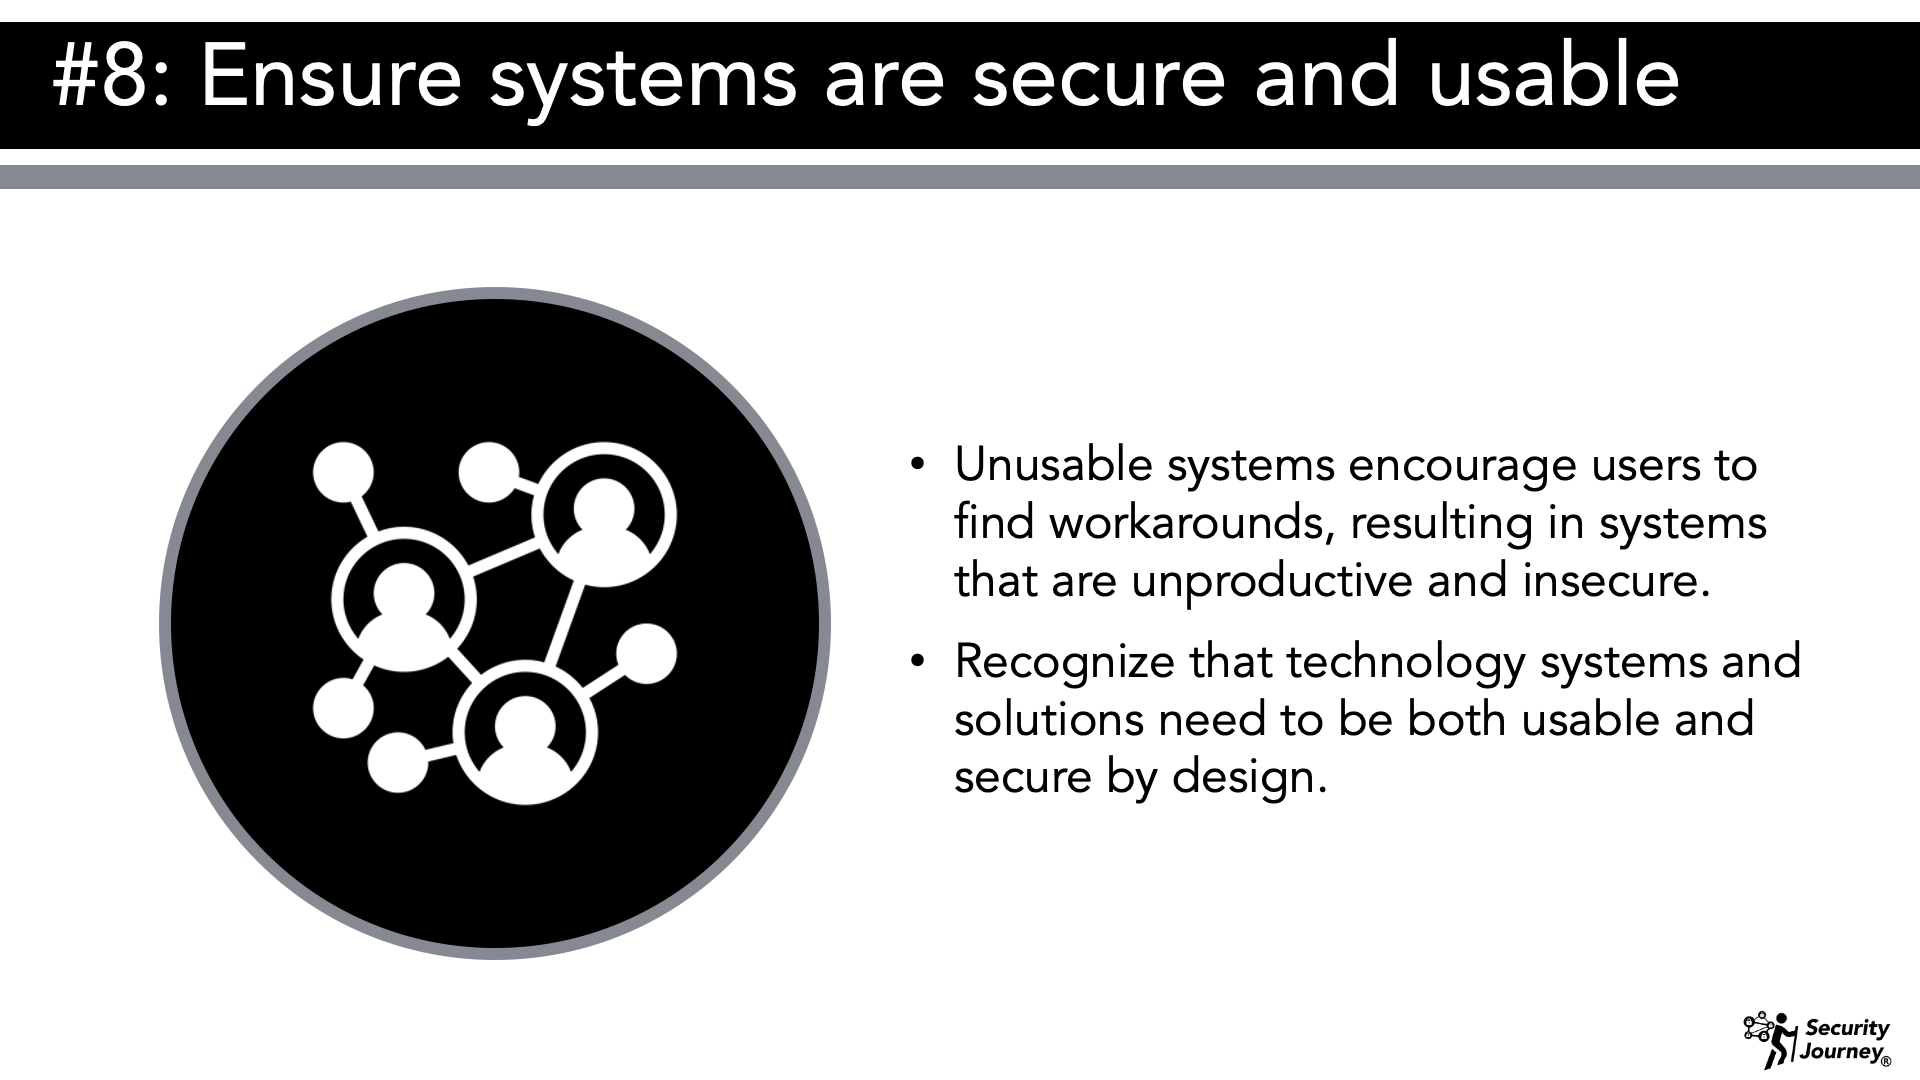 #8: Ensure systems are secure and usable
• Unusable systems encourage users to
find workarounds, resulting in systems
that are unproductive and insecure.
• Recognize that technology systems and
solutions need to be both usable and
secure by design.
Security
Journey®